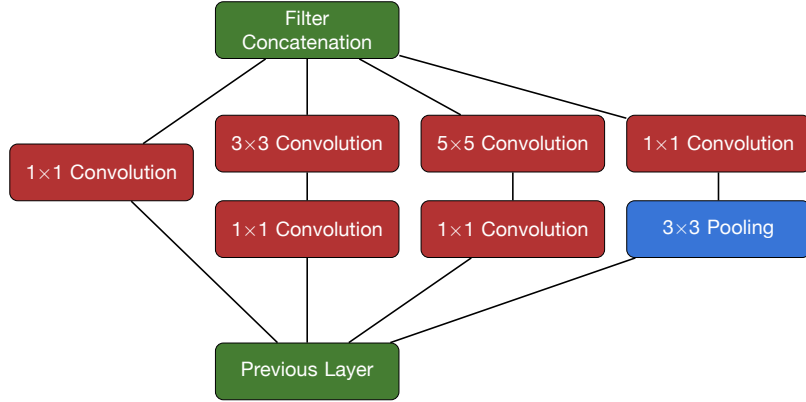 Filter
Concatenation
3×3 Convolution
5×5 Convolution
1×1 Convolution
1×1 Convolution
1×1 Convolution
1×1 Convolution
3×3 Pooling
Previous Layer